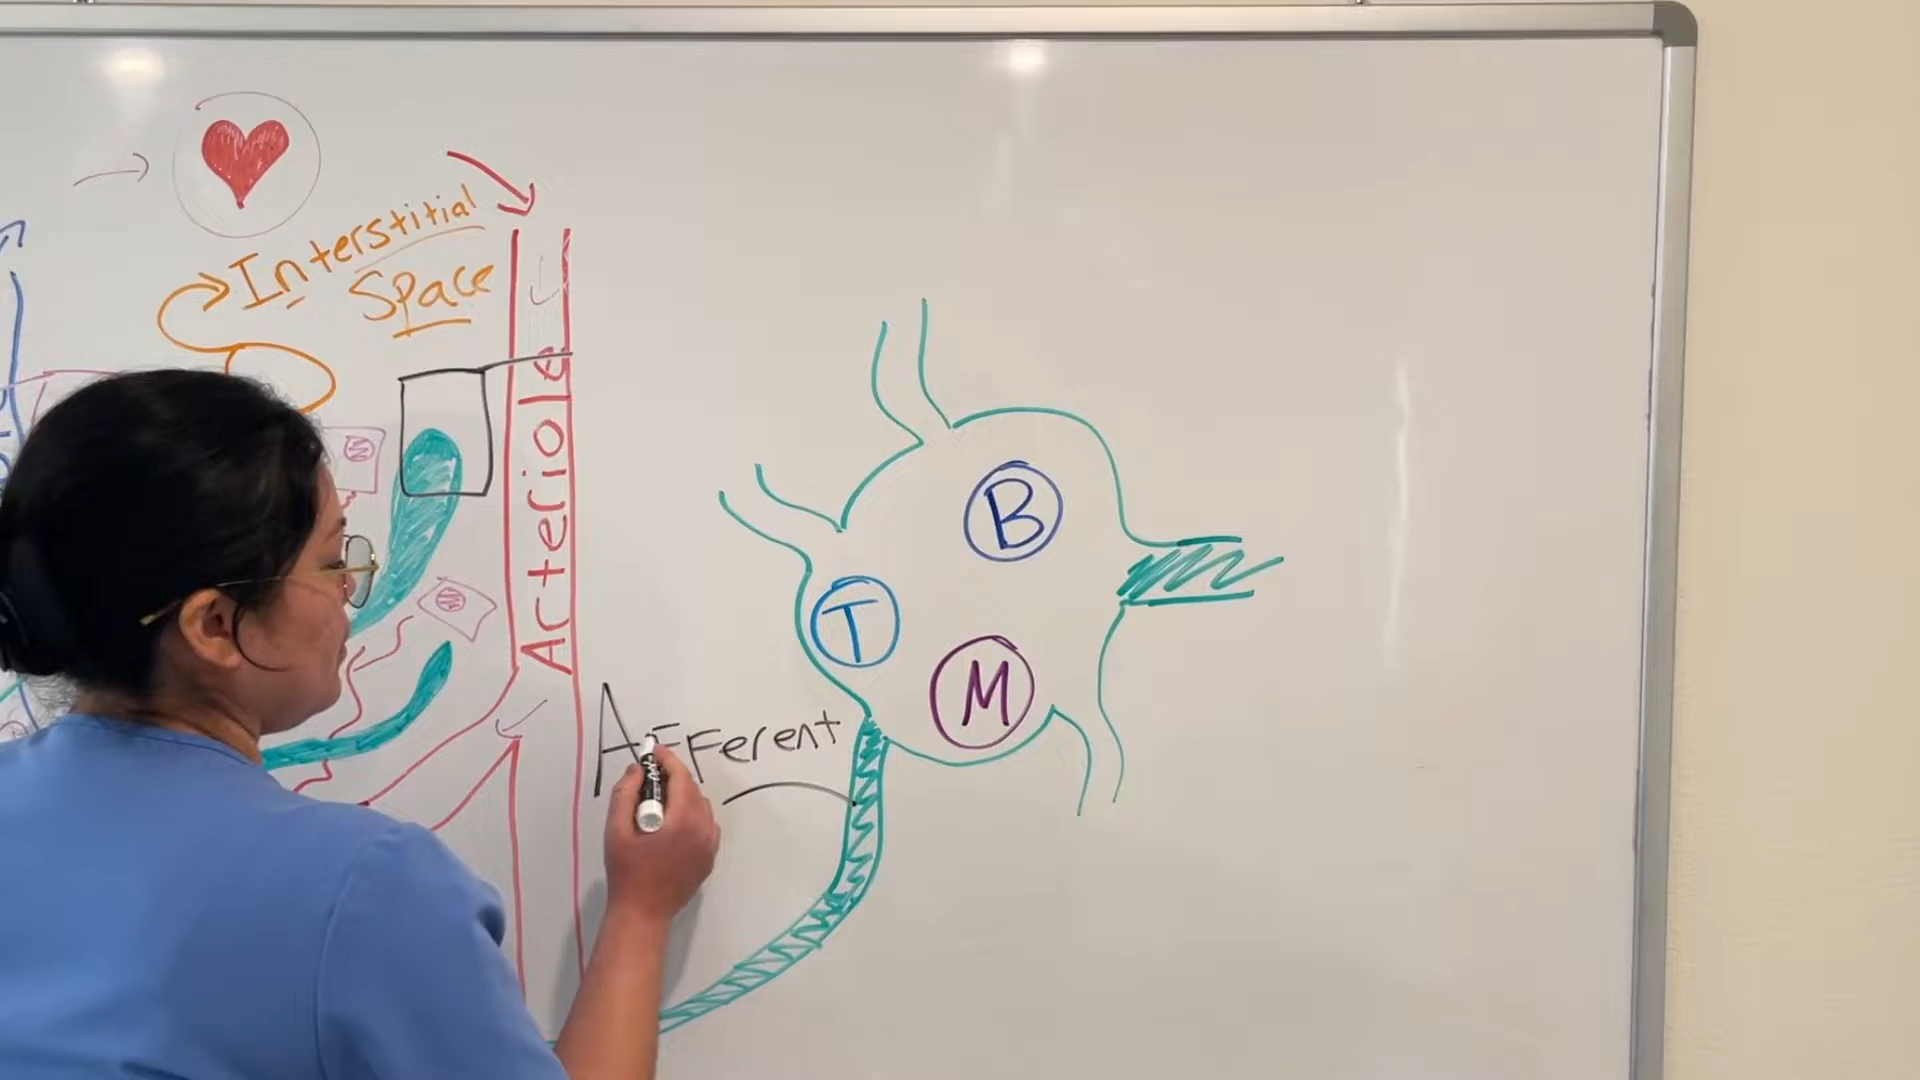 Interstitial
Space
Arteriole
B
T
M
Afferent